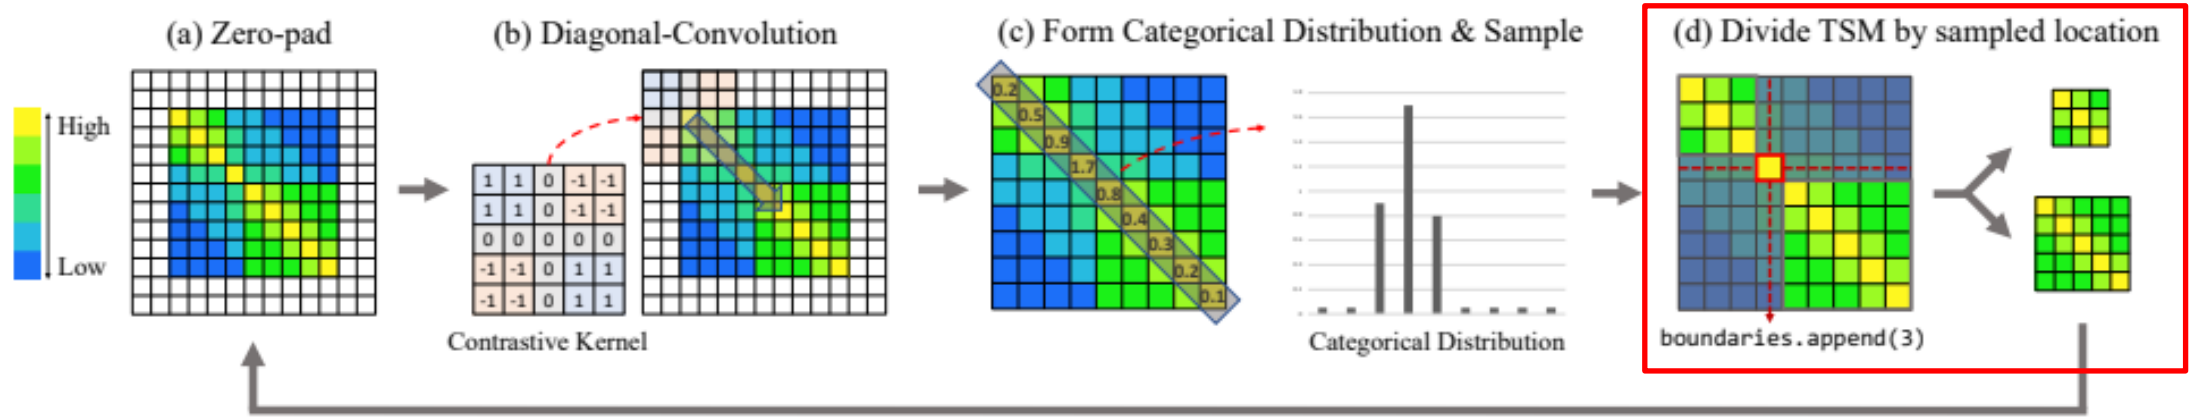 (a) Zero-pad
(b) Diagonal-Convolution
(c) Form Categorical Distribution & Sample
(d) Divide TSM by sampled location
High
Low
1 1 0 -1 -1
1 1 0 -1 -1
0 0 0 0 0
-1 -1 0 1 1
-1 -1 0 1 1
Contrastive Kernel
0.2
0.5
0.9
1.7
0.8
0.4
0.3
0.2
0.1
Categorical Distribution
boundaries.append(3)